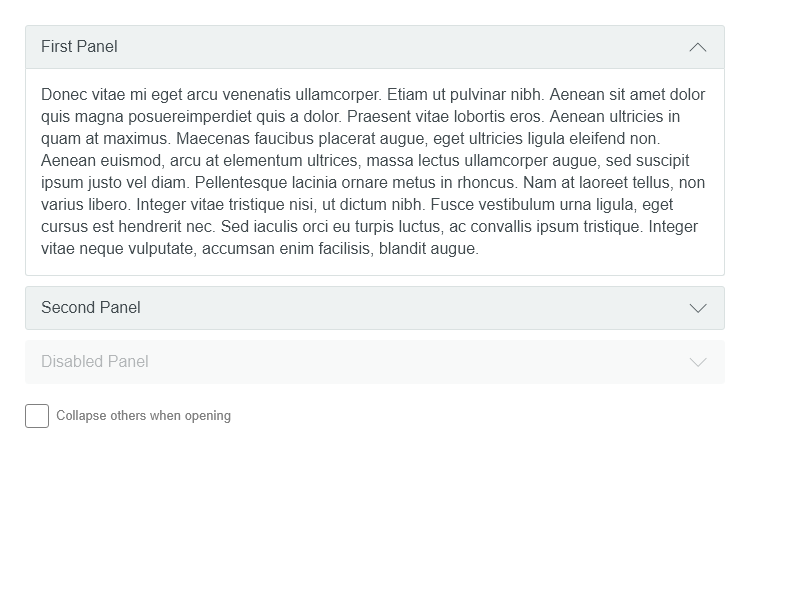 First Panel
Donec vitae mi eget arcu venenatis ullamcorper. Etiam ut pulvinar nibh. Aenean sit amet dolor
quis magna posuereimperdiet quis a dolor. Praesent vitae lobortis eros. Aenean ultricies in
quam at maximus. Maecenas faucibus placerat augue, eget ultricies ligula eleifend non.
Aenean euismod, arcu at elementum ultrices, massa lectus ullamcorper augue, sed suscipit
ipsum justo vel diam. Pellentesque lacinia ornare metus in rhoncus. Nam at laoreet tellus, non
varius libero. Integer vitae tristique nisi, ut dictum nibh. Fusce vestibulum urna ligula, eget
cursus est hendrerit nec. Sed iaculis orci eu turpis luctus, ac convallis ipsum tristique. Integer
vitae neque vulputate, accumsan enim facilisis, blandit augue.
Second Panel
Disabled Panel
Collapse others when opening